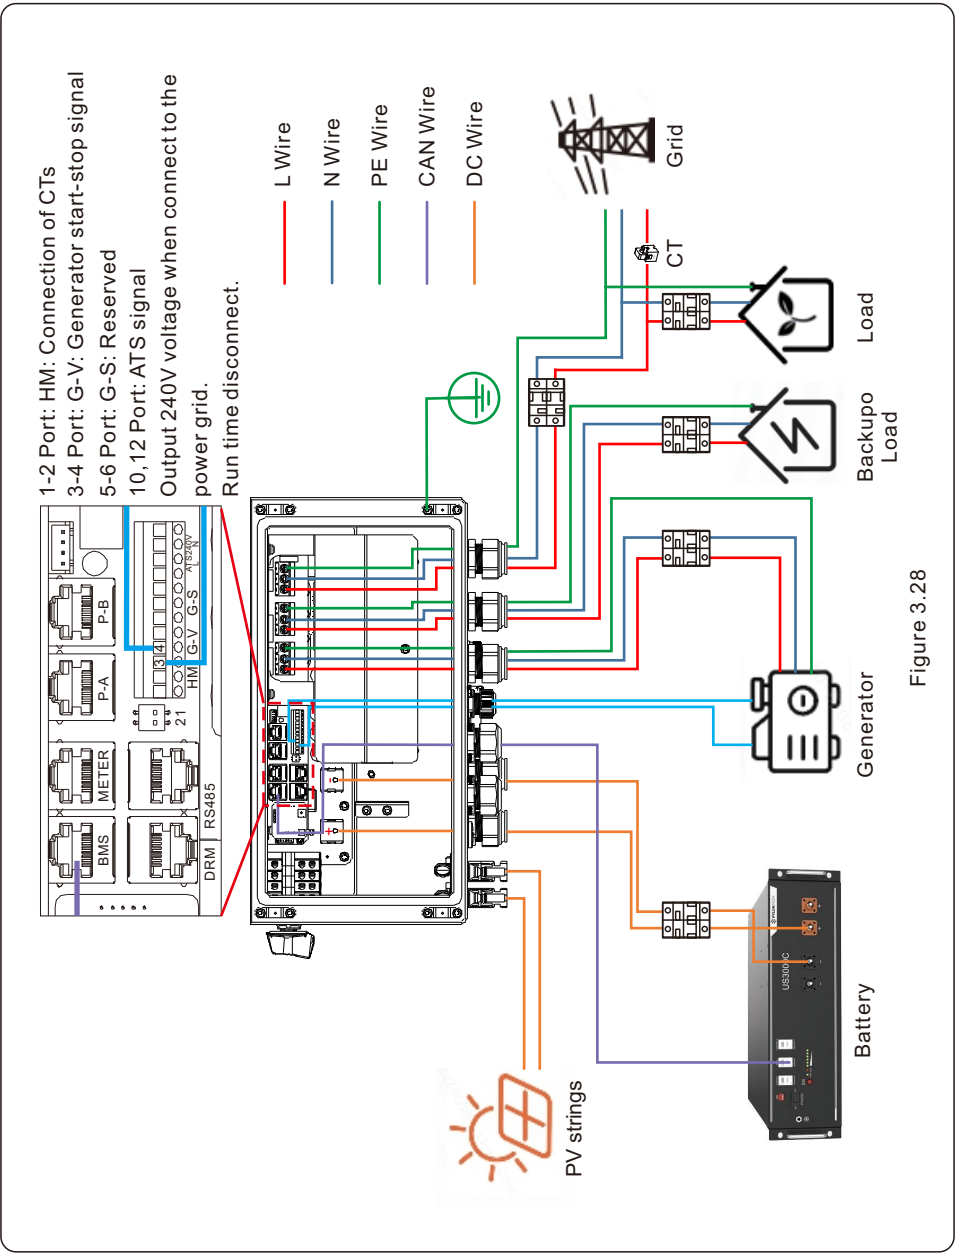 1-2 Port: HM: Connection of CTs
3-4 Port: G-V: Generator start-stop signal
5-6 Port: G-S: Reserved
10,12 Port: ATS signal
Output 240V voltage when connect to the
power grid.
Run time disconnect.
BMS
METER
P-A
P-B
DRM
RS485
21
3 4
HM
G-V
G-S
ATS240V
L N
L Wire
N Wire
PE Wire
CAN Wire
DC Wire
PV strings
Battery
US3000C
Generator
Backupo
Load
Load
CT
Grid
Figure 3.28